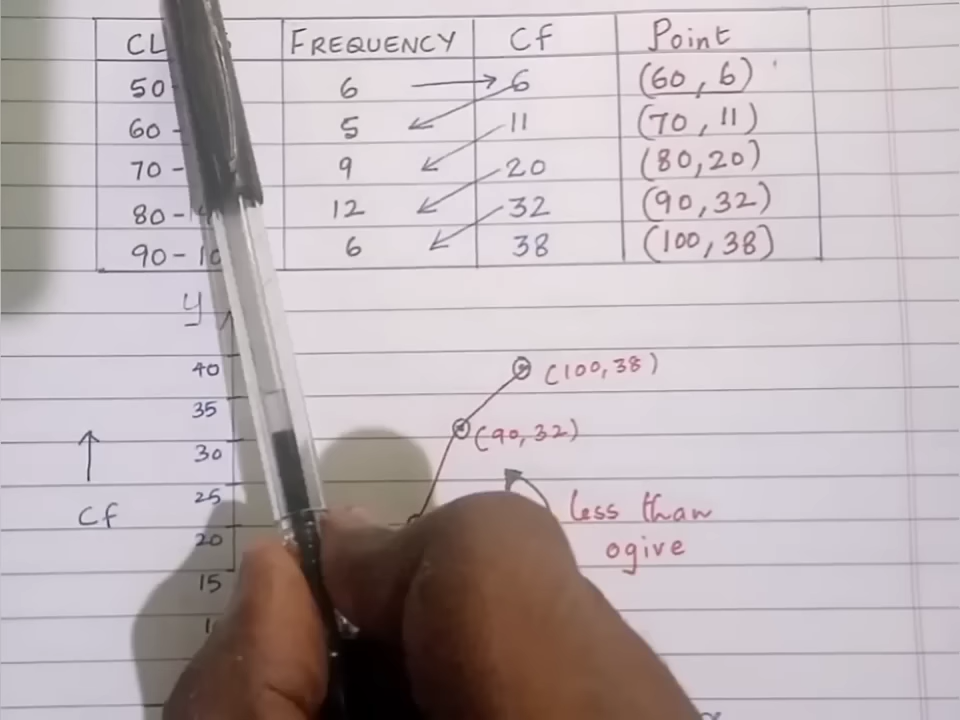 CL FREQUENCY Cf Point
50 6 6 (60, 6)
60 - 5 11 (70, 11)
70 - 9 20 (80,20)
80 - 12 32 (90,32)
90 - 10 6 38 (100,38)
y
40 (100,38)
35
(90,32)
30
25
less than
Cf
20 ogive
15